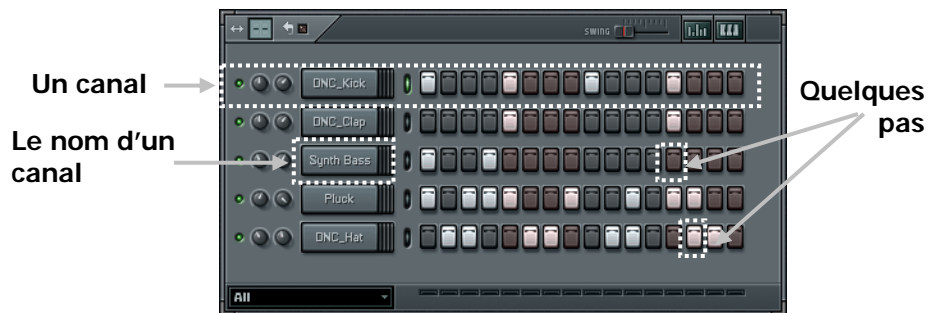 SWING
Un canal
DNC_Kick
Quelques
pas
DNC_Clap
Le nom d'un
canal
Synth Bass
Pluck
DNC_Hat
All